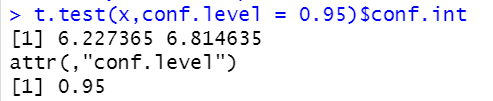 > t.test(x,conf.level = 0.95)$conf.int
[1] 6.227365 6.814635
attr(,"conf.level")
[1] 0.95